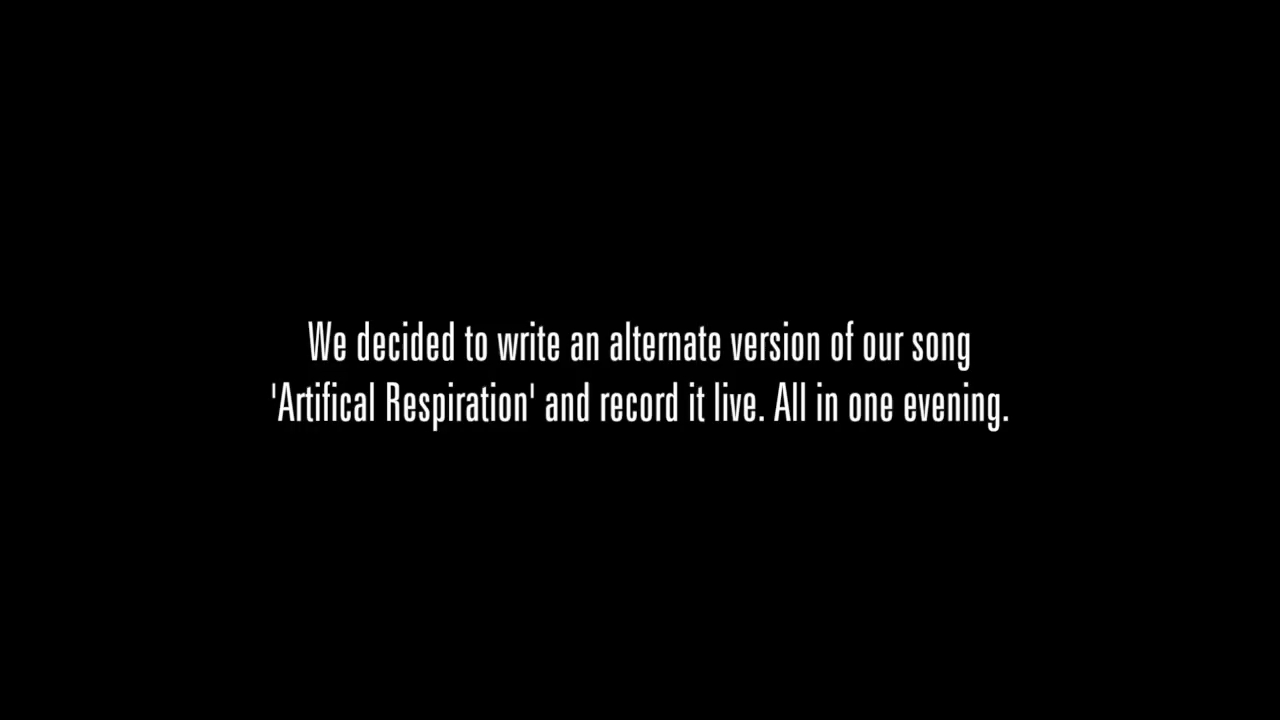 We decided to write an alternate version of our song
'Artifical Respiration' and record it live. All in one evening.